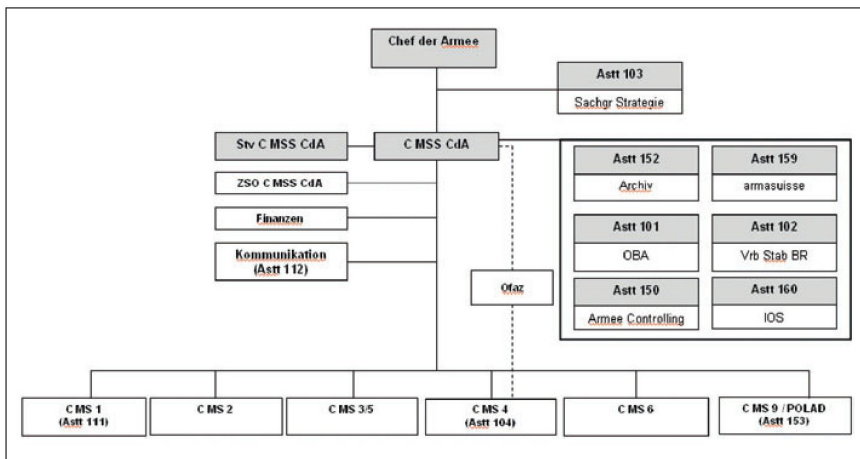 Chef der Armee
Astt 103
Sachgr Strategie
Stv C MSS CdA
C MSS CdA
ZSO C MSS CdA
Finanzen
Kommunikation
(Astt 112)
Astt 152
Archiv
Astt 159
armasuisse
Astt 101
OBA
Astt 102
Vrb Stab BR
Astt 150
Armee Controlling
Astt 160
IOS
Ofaz
C MS 1
(Astt 111)
C MS 2
C MS 3/5
C MS 4
(Astt 104)
C MS 6
C MS 9 / POLAD
(Astt 153)